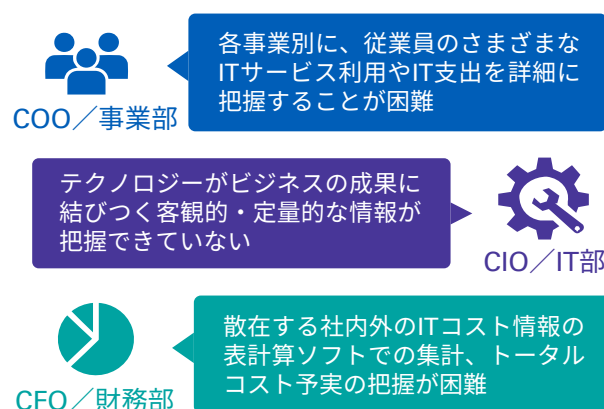 各事業別に、従業員のさまざまな
ITサービス利用やIT支出を詳細に
把握することが困難
COO／事業部
テクノロジーがビジネスの成果に
結びつく客観的・定量的な情報が
把握できていない
CIO／IT部
散在する社内外のITコスト情報の
表計算ソフトでの集計、トータル
コスト予実の把握が困難
CFO／財務部